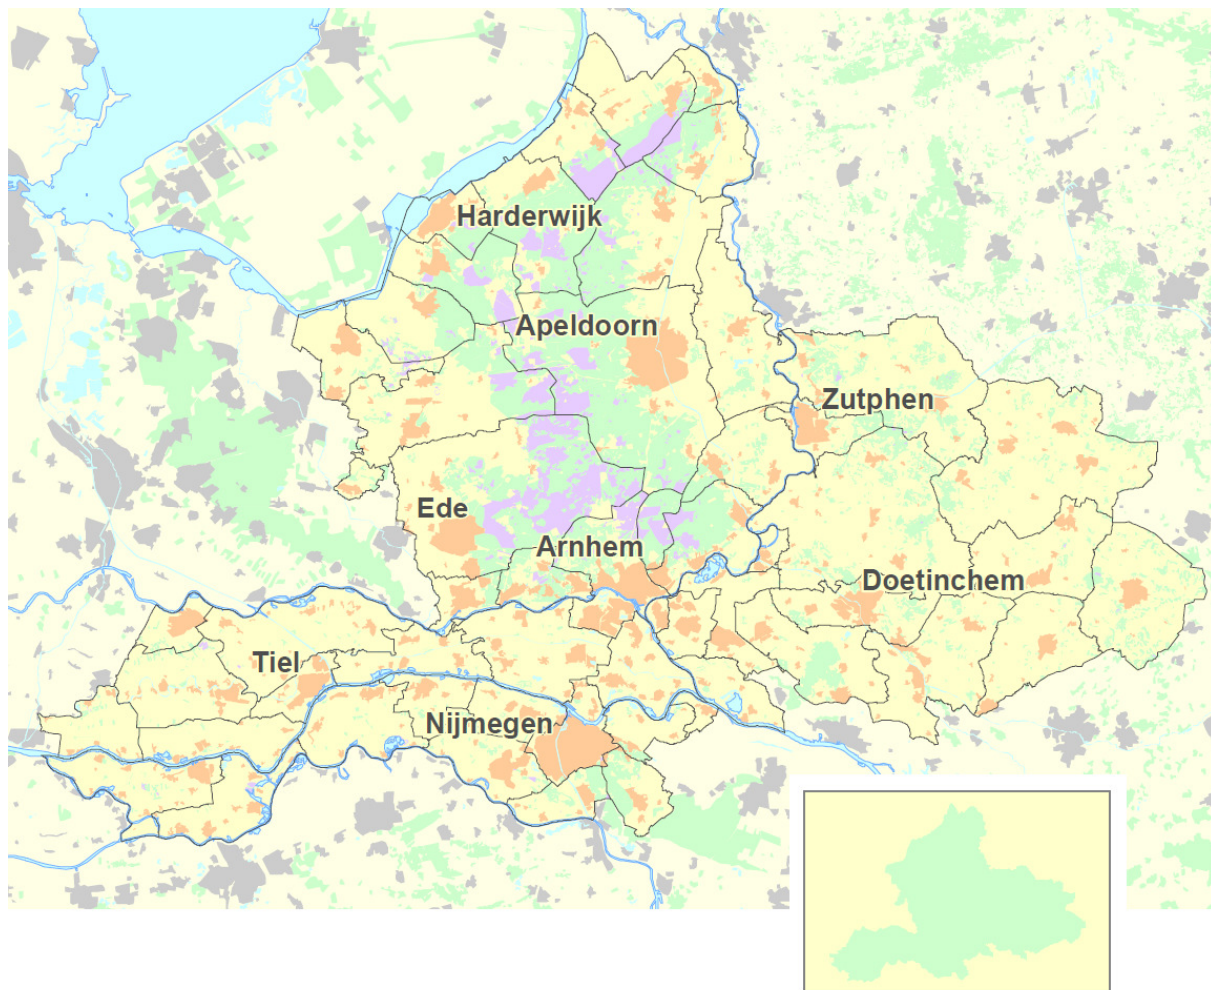 Harderwijk
Apeldoorn
Zutphen
Ede
Arnhem
Doetinchem
Tiel
Nijmegen